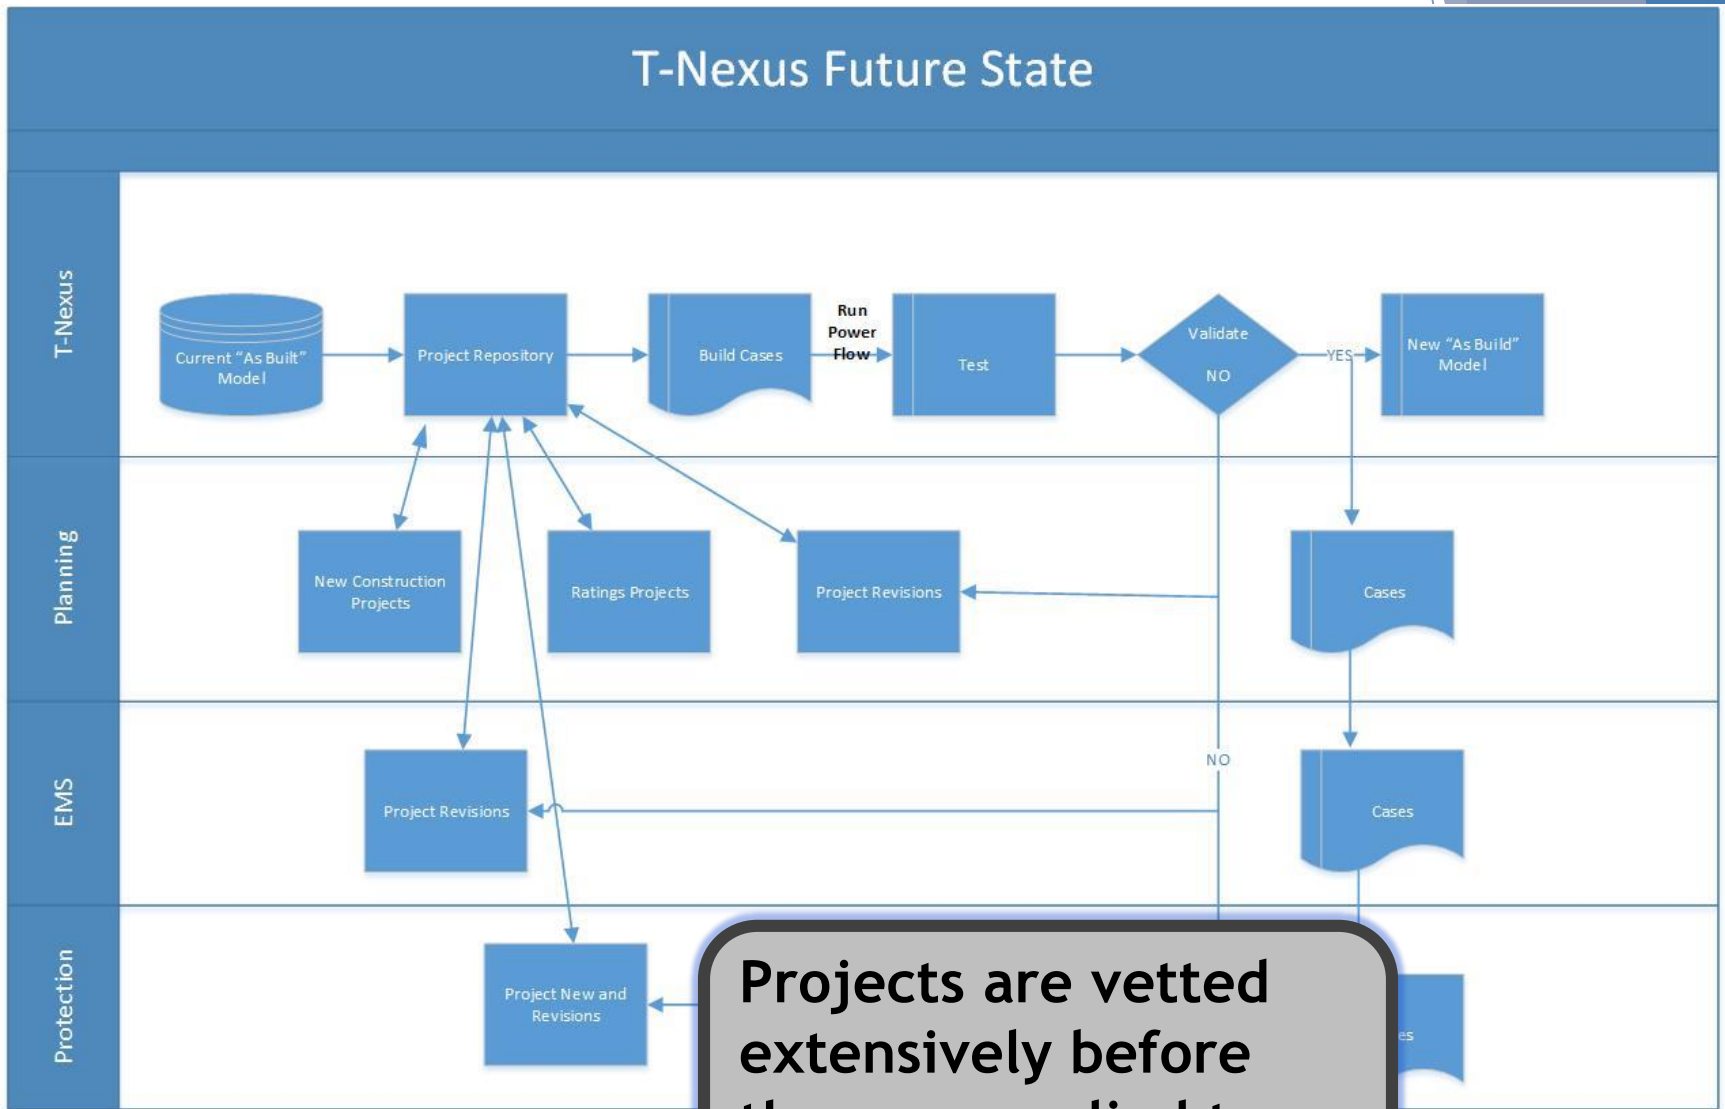 T-Nexus Future State
T-Nexus
Current “As Built”
Model
Project Repository
Build Cases
Run
Power
Flow
Test
Validate
NO
YES
New “As Build”
Model
Planning
New Construction
Projects
Ratings Projects
Project Revisions
Cases
EMS
Project Revisions
NO
Cases
Protection
Project New and
Revisions
Projects are vetted
extensively before